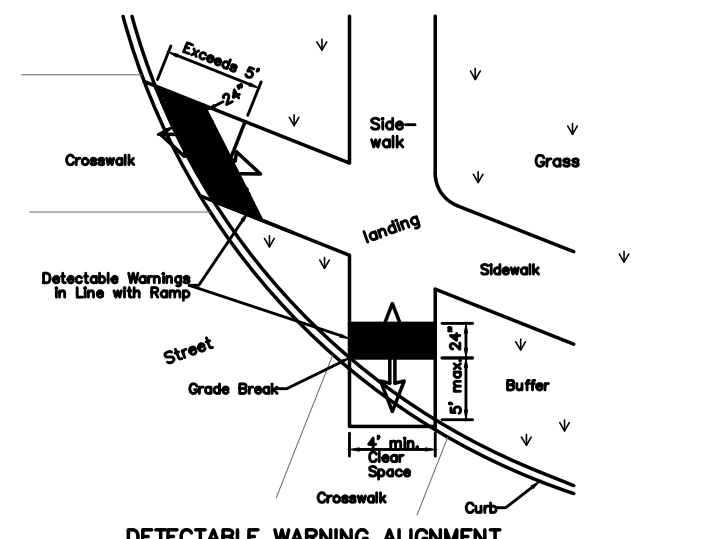 Exceeds 5'
24"
Side-
walk
Crosswalk
Grass
landing
Sidewalk
Detectable Warnings
in Line with Ramp
Street
24"
Grade Break
5' max.
Buffer
4' min.
Clear
Space
Crosswalk
Curb
DETECTABLE WARNING ALIGNMENT